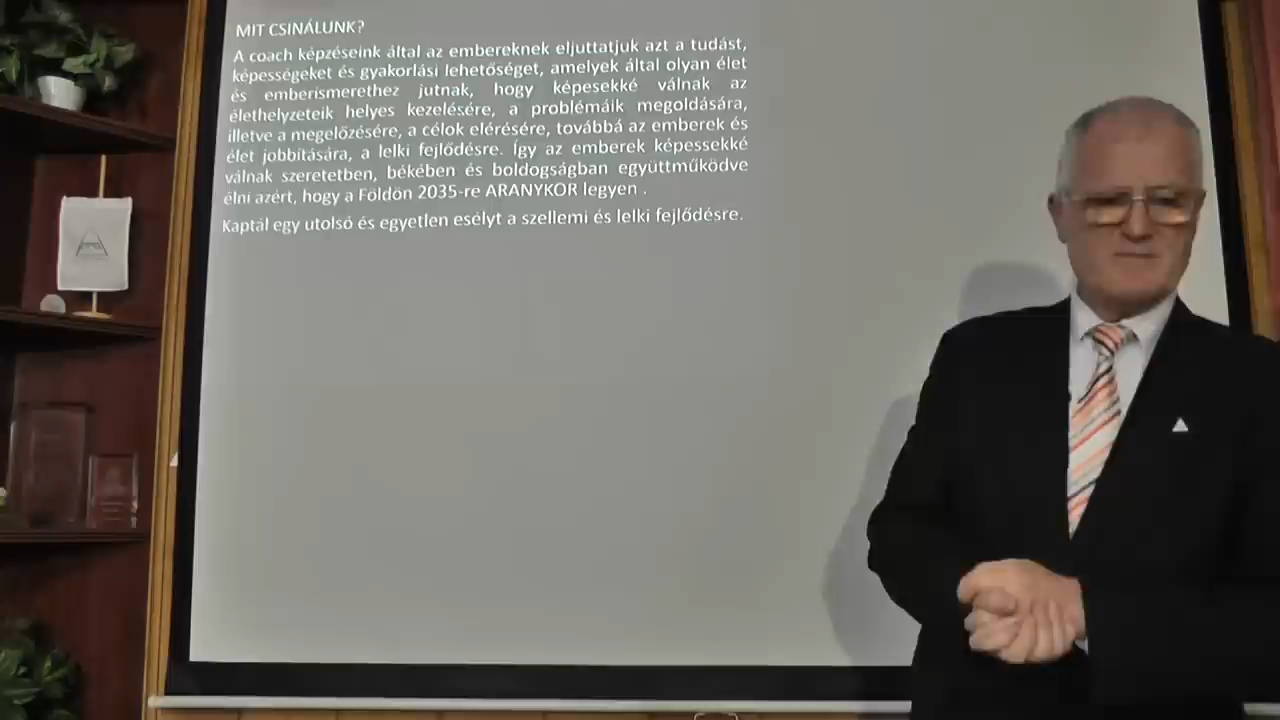 MIT CSINÁLUNK?
A coach képzéseink által az embereknek eljuttatjuk azt a tudást,
képességeket és gyakorlási lehetőséget, amelyek által olyan élet
és emberismerethez jutnak, hogy képesekké válnak az
élethelyzeteik helyes kezelésére, a problémáik megoldására,
illetve a megelőzésére, a célok elérésére, továbbá az emberek és
élet jobbítására, a lelki fejlődésre. Így az emberek képessekké
válnak szeretetben, békében és boldogságban együttműködve
élni azért, hogy a Földön 2035-re ARANYKOR legyen .
Kaptál egy utolsó és egyetlen esélyt a szellemi és lelki fejlődésre.